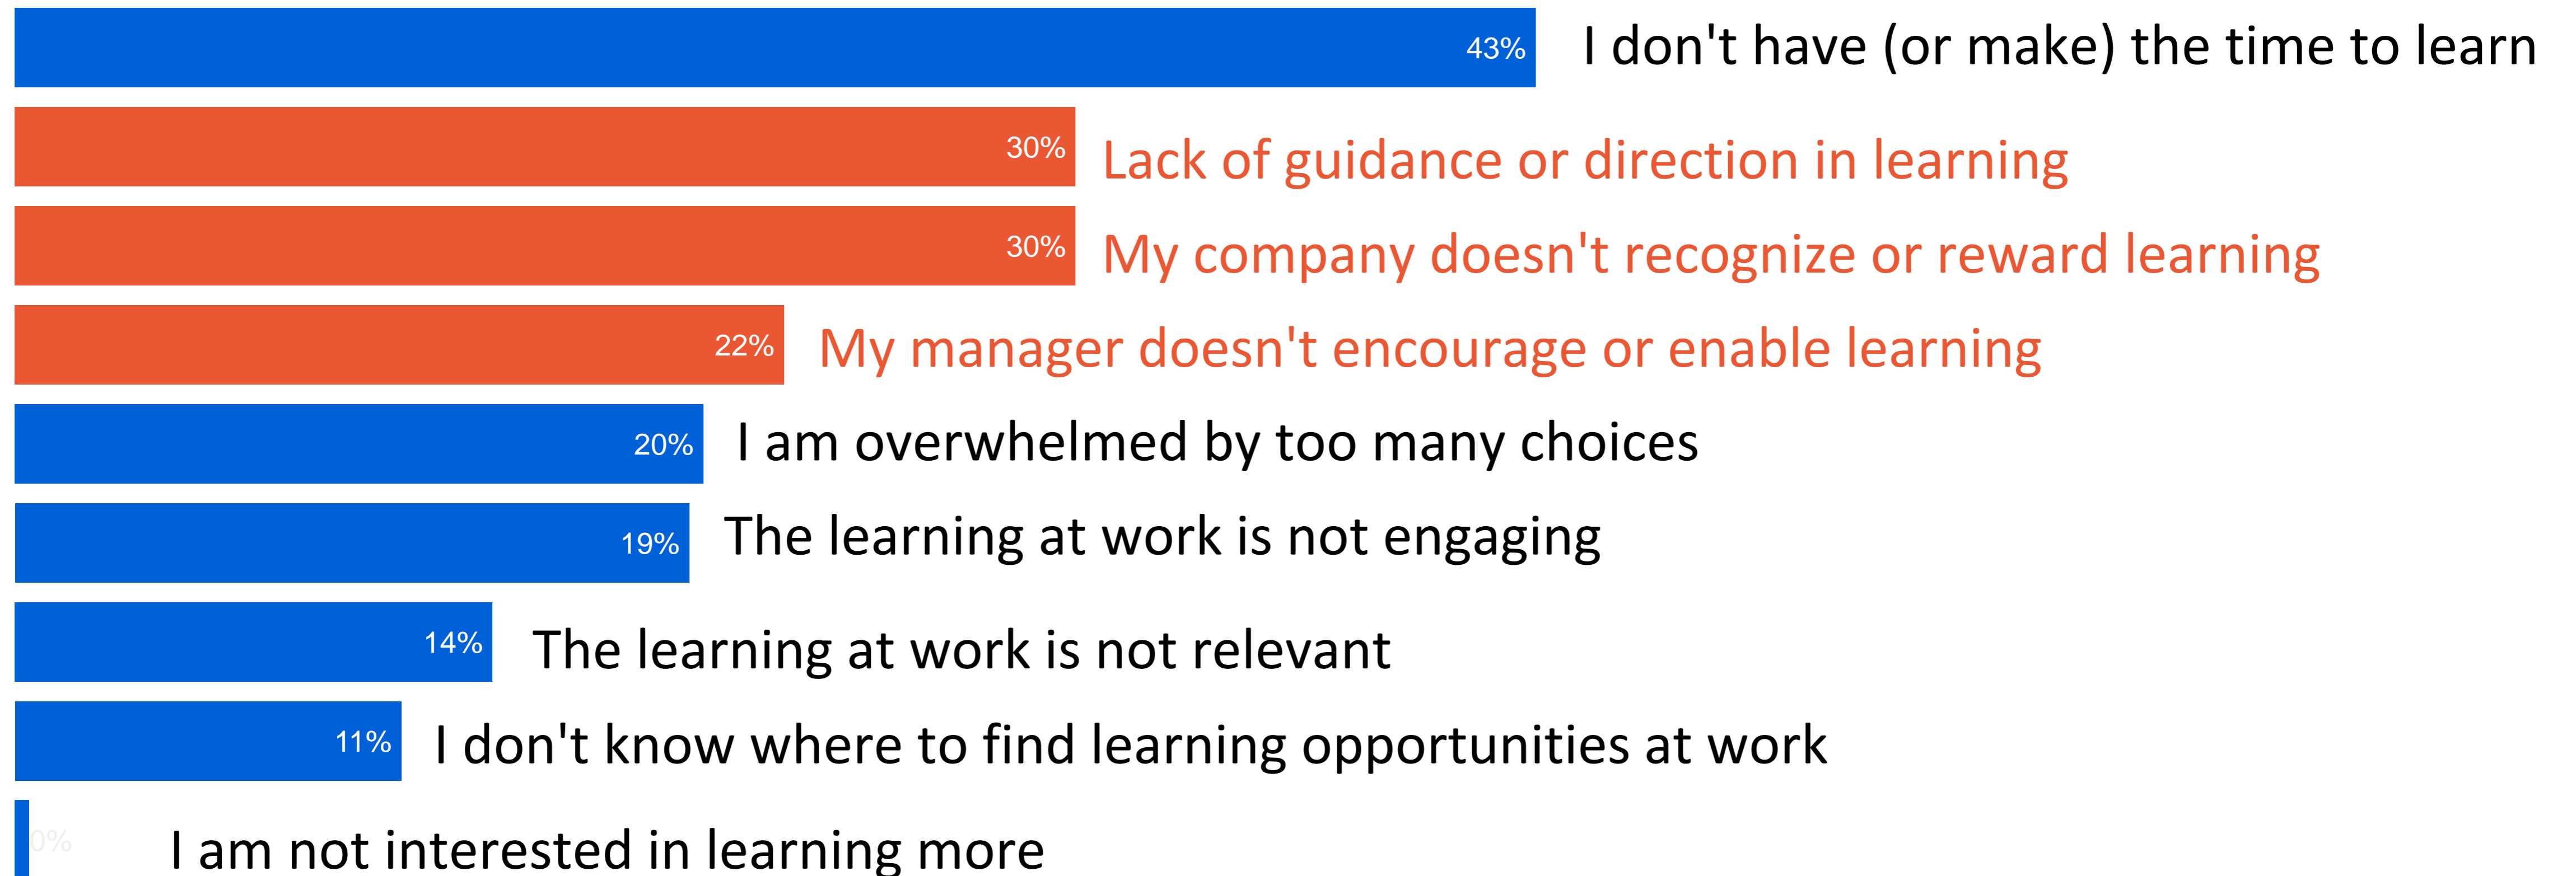 43% I don't have (or make) the time to learn
30% Lack of guidance or direction in learning
30% My company doesn't recognize or reward learning
22% My manager doesn't encourage or enable learning
20% I am overwhelmed by too many choices
19% The learning at work is not engaging
14% The learning at work is not relevant
11% I don't know where to find learning opportunities at work
0% I am not interested in learning more